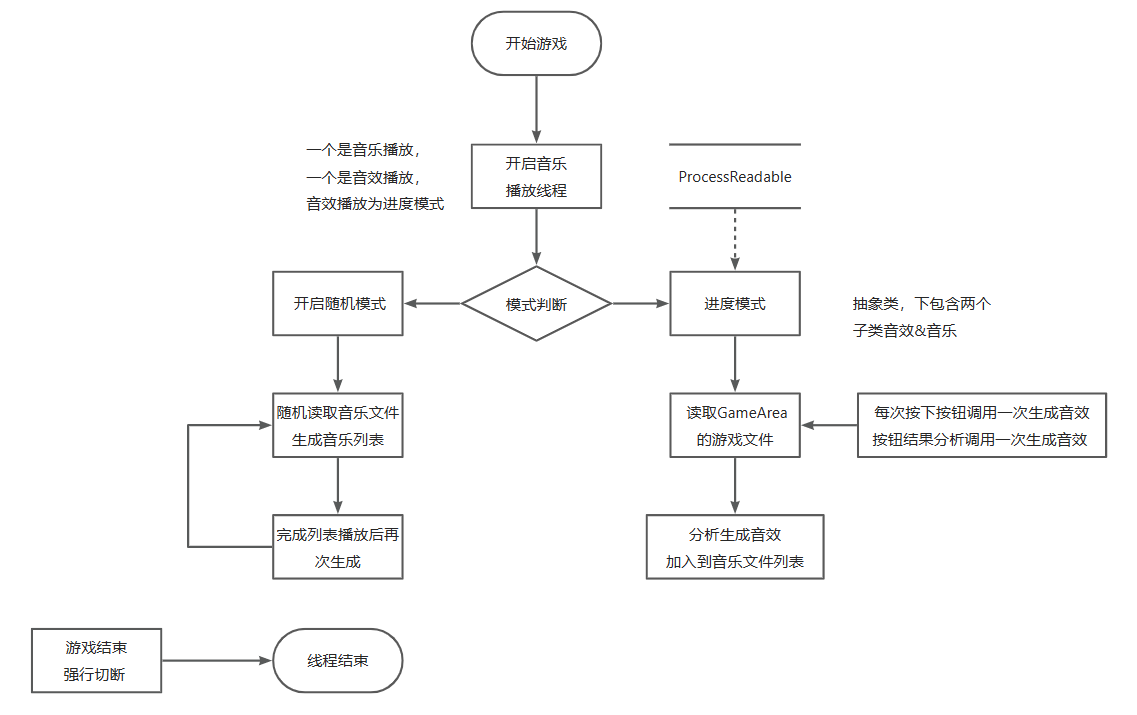 开始游戏
一个是音乐播放，
一个是音效播放，
音效播放为进度模式
开启音乐
播放线程
ProcessReadable
开启随机模式
模式判断
进度模式
抽象类，下包含两个
子类音效&音乐
随机读取音乐文件
生成音乐列表
读取GameArea
的游戏文件
每次按下按钮调用一次生成音效
按钮结果分析调用一次生成音效
完成列表播放后再
次生成
分析生成音效
加入到音乐文件列表
游戏结束
强行切断
线程结束